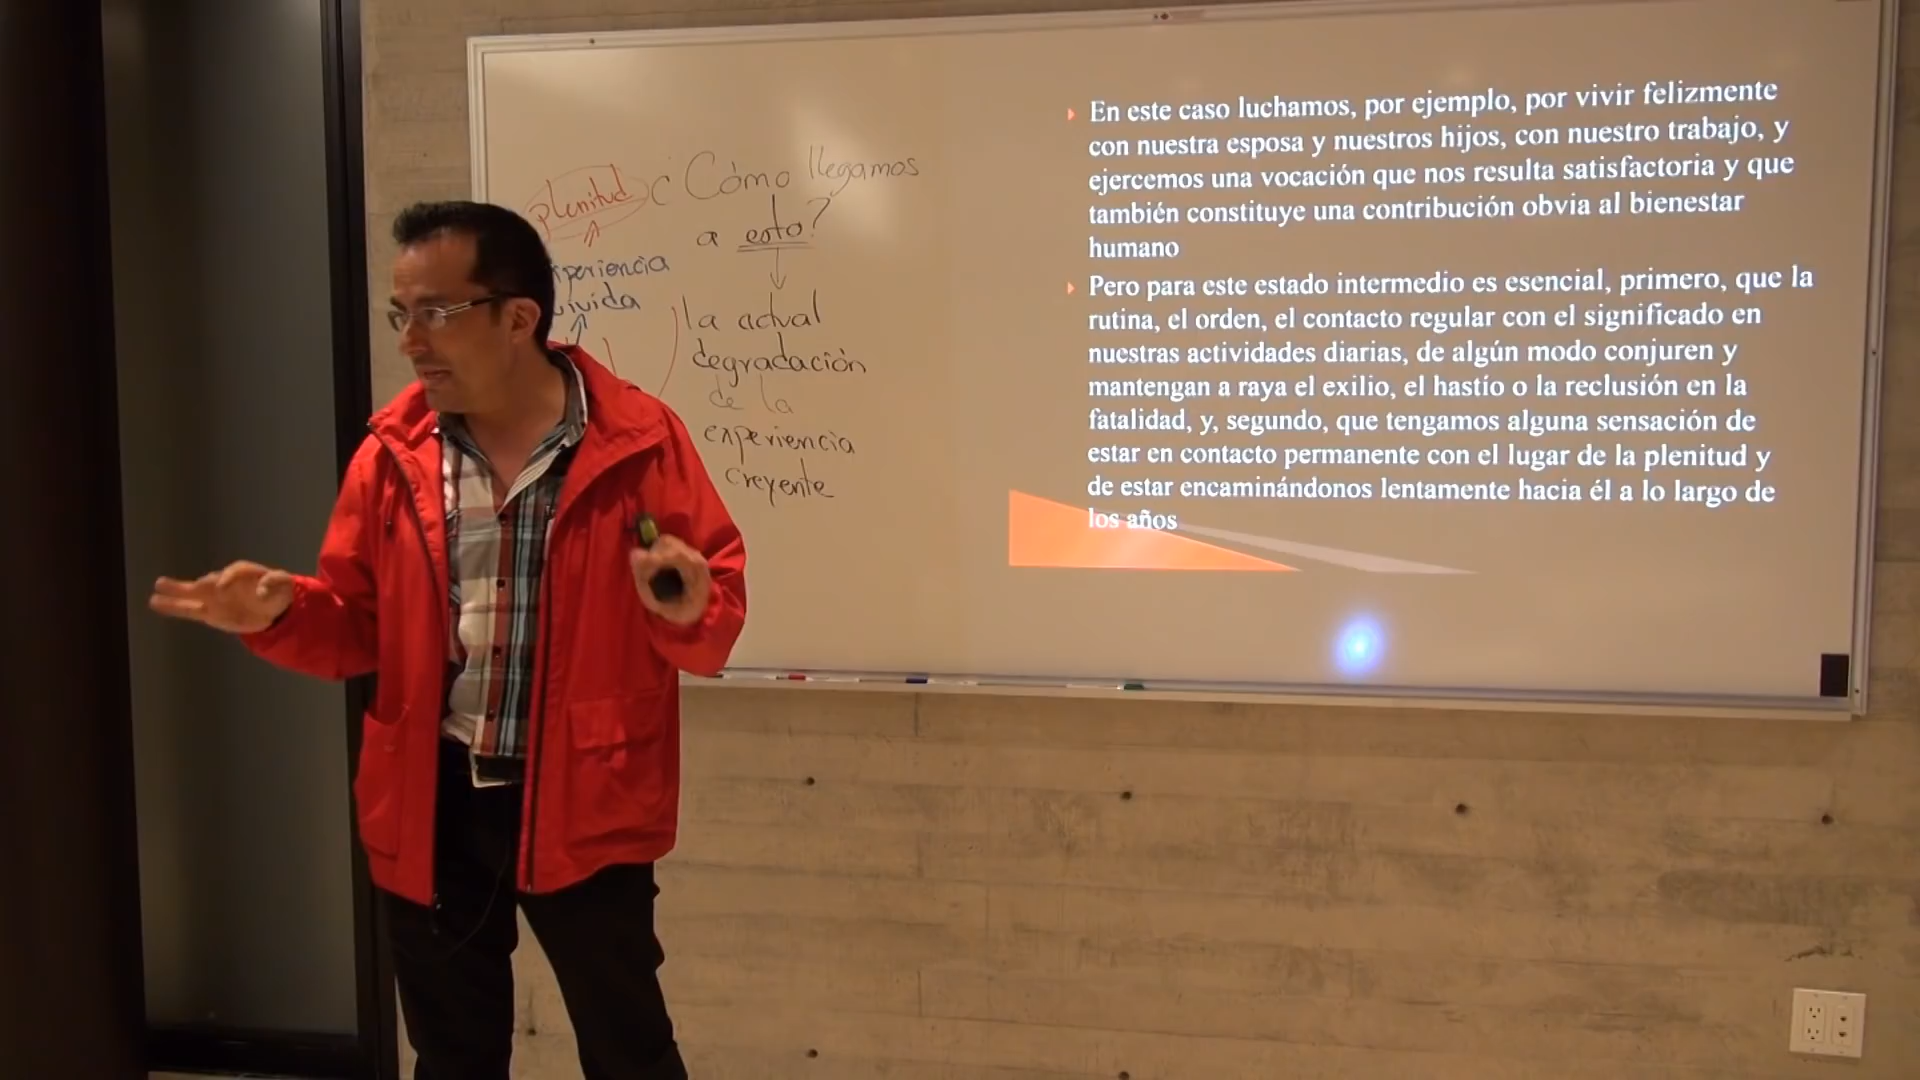 plenitud
experiencia
vivida
¿Cómo llegamos
a esto?
la actual
degradación
de la
experiencia
creyente
En este caso luchamos, por ejemplo, por vivir felizmente
con nuestra esposa y nuestros hijos, con nuestro trabajo, y
ejercemos una vocación que nos resulta satisfactoria y que
también constituye una contribución obvia al bienestar
humano
Pero para este estado intermedio es esencial, primero, que la
rutina, el orden, el contacto regular con el significado en
nuestras actividades diarias, de algún modo conjuren y
mantengan a raya el exilio, el hastío o la reclusión en la
fatalidad, y, segundo, que tengamos alguna sensación de
estar en contacto permanente con el lugar de la plenitud y
de estar encaminándonos lentamente hacia él a lo largo de
los años